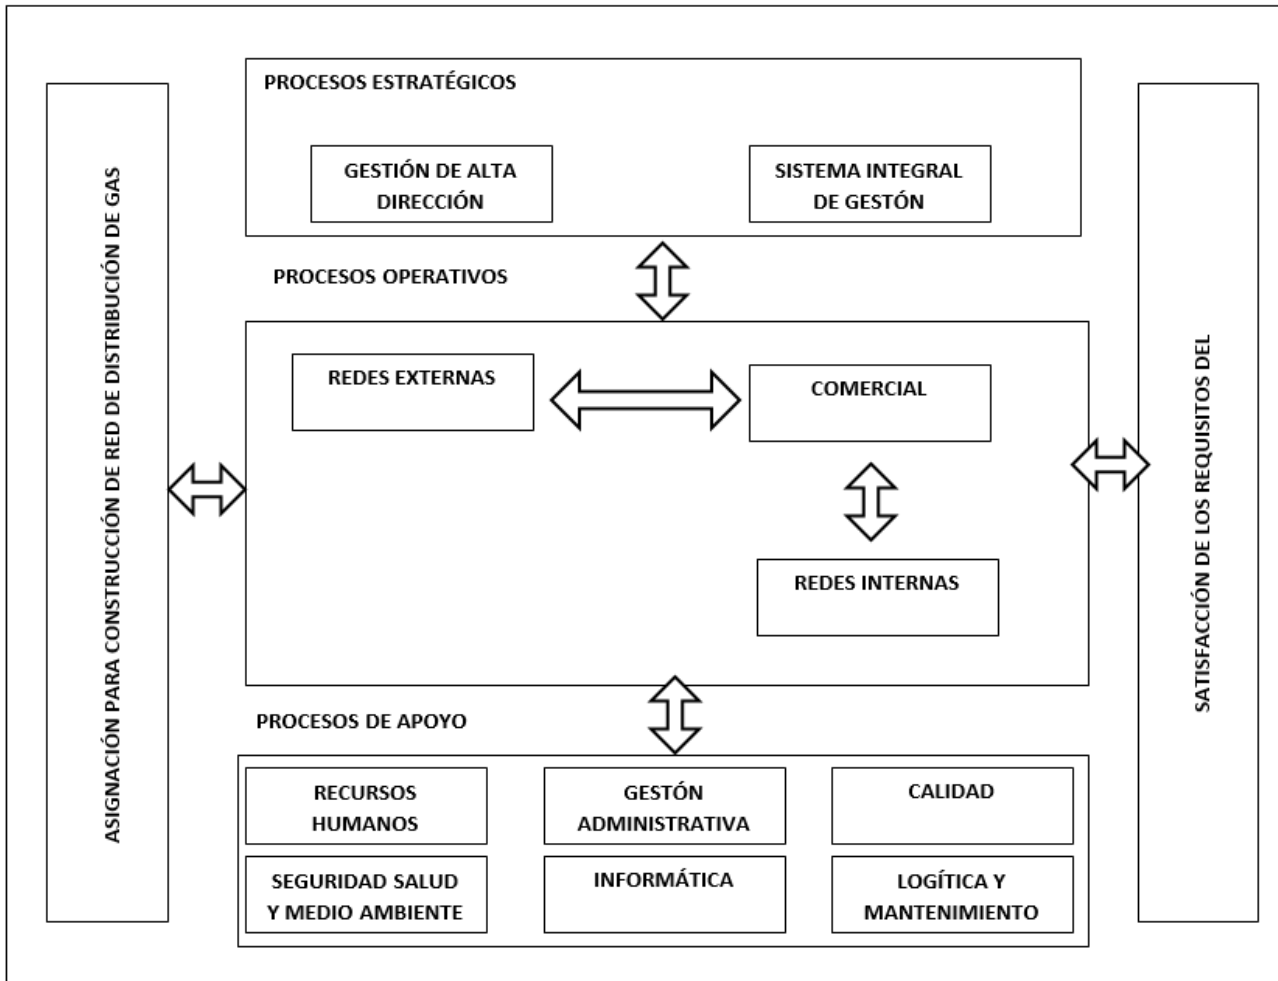 PROCESOS ESTRATÉGICOS
GESTIÓN DE ALTA
DIRECCIÓN
SISTEMA INTEGRAL
DE GESTÓN
PROCESOS OPERATIVOS
REDES EXTERNAS
COMERCIAL
REDES INTERNAS
PROCESOS DE APOYO
RECURSOS
HUMANOS
GESTÓN
ADMINISTRATIVA
CALIDAD
SEGURIDAD SALUD
Y MEDIO AMBIENTE
INFORMÁTICA
LOGÍTICA Y
MANTENIMIENTO
ASIGNACIÓN PARA CONSTRUCCIÓN DE RED DE DISTRIBUCIÓN DE GAS
SATISFACCIÓN DE LOS REQUISITOS DEL